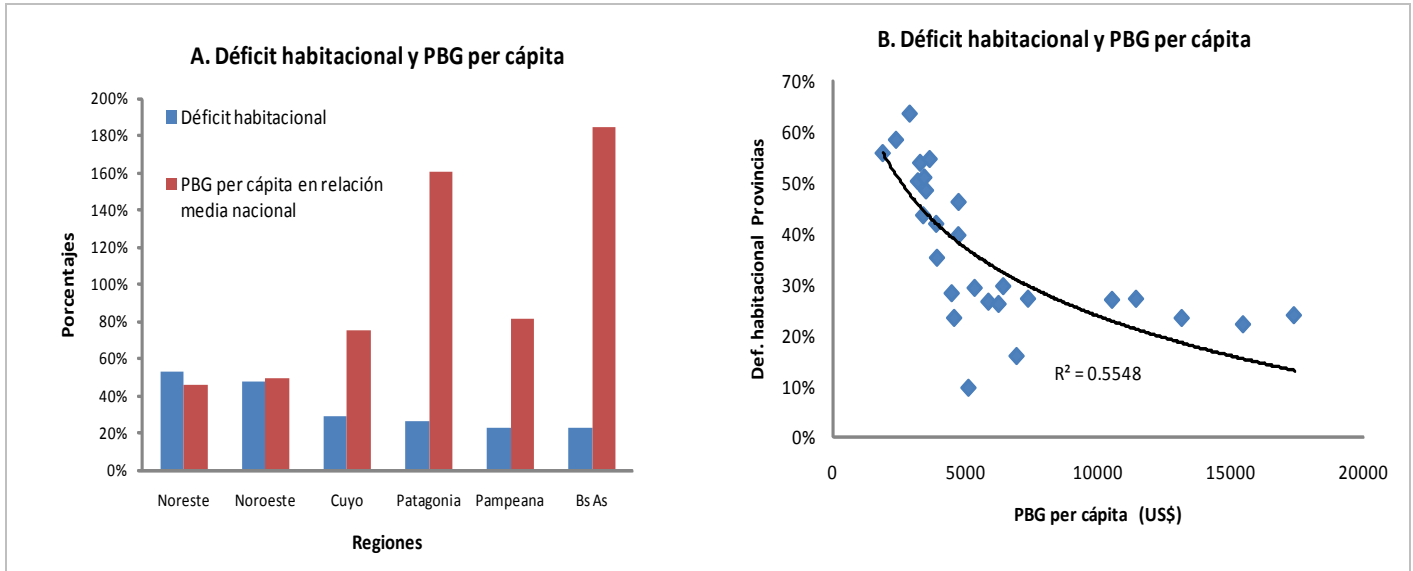 A. Déficit habitacional y PBG per cápita
200%
180%
160%
140%
120%
100%
80%
60%
40%
20%
0%
Porcentajes
Déficit habitacional
PBG per cápita en relación
media nacional
Noreste
Noroeste
Cuyo
Patagonia
Pampeana
Bs As
Regiones
B. Déficit habitacional y PBG per cápita
70%
60%
50%
40%
30%
20%
10%
0%
Def. habitacional Provincias
R² = 0.5548
0
5000
10000
15000
20000
PBG per cápita (US$)